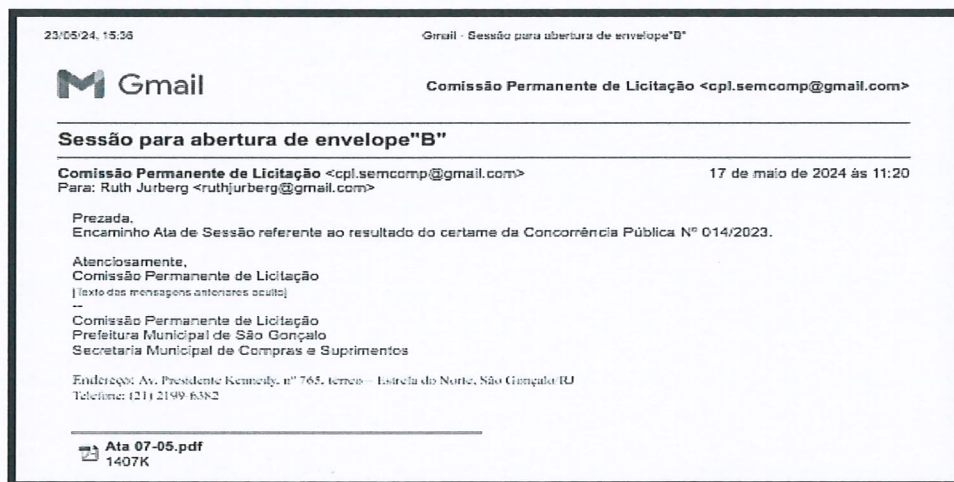 23/05/24, 15:36
Gmail - Sessão para abertura de envelope"B"
Gmail
Comissão Permanente de Licitação <cpl.semcomp@gmail.com>
Sessão para abertura de envelope"B"
Comissão Permanente de Licitação <cpl.semcomp@gmail.com>
17 de maio de 2024 às 11:20
Para: Ruth Jurberg <ruthjurberg@gmail.com>
Prezada,
Encaminho Ata de Sessão referente ao resultado do certame da Concorrência Pública Nº 014/2023.
Atenciosamente,
Comissão Permanente de Licitação
[Texto das mensagens anteriores oculto]
--
Comissão Permanente de Licitação
Prefeitura Municipal de São Gonçalo
Secretaria Municipal de Compras e Suprimentos
Endereço: Av. Presidente Kennedy, nº 765, terreo – Estrela do Norte, São Gonçalo/RJ
Telefone: (21) 2199-6382
Ata 07-05.pdf
1407K